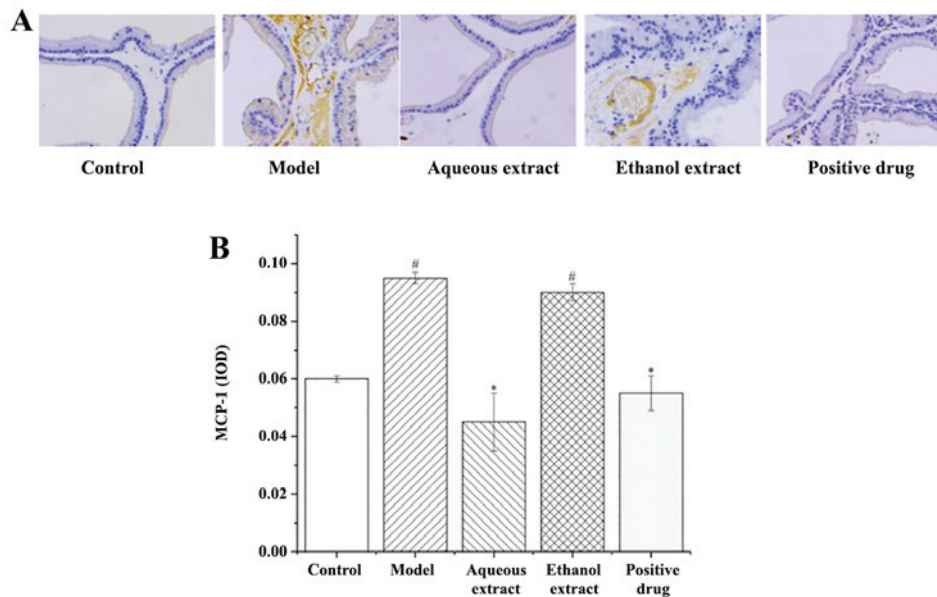 A
Control Model Aqueous extract Ethanol extract Positive drug
B
MCP-1 (IOD)
0.10
0.08
0.06
0.04
0.02
0.00
#
#
*
*
Control Model Aqueous Ethanol Positive
extract extract drug